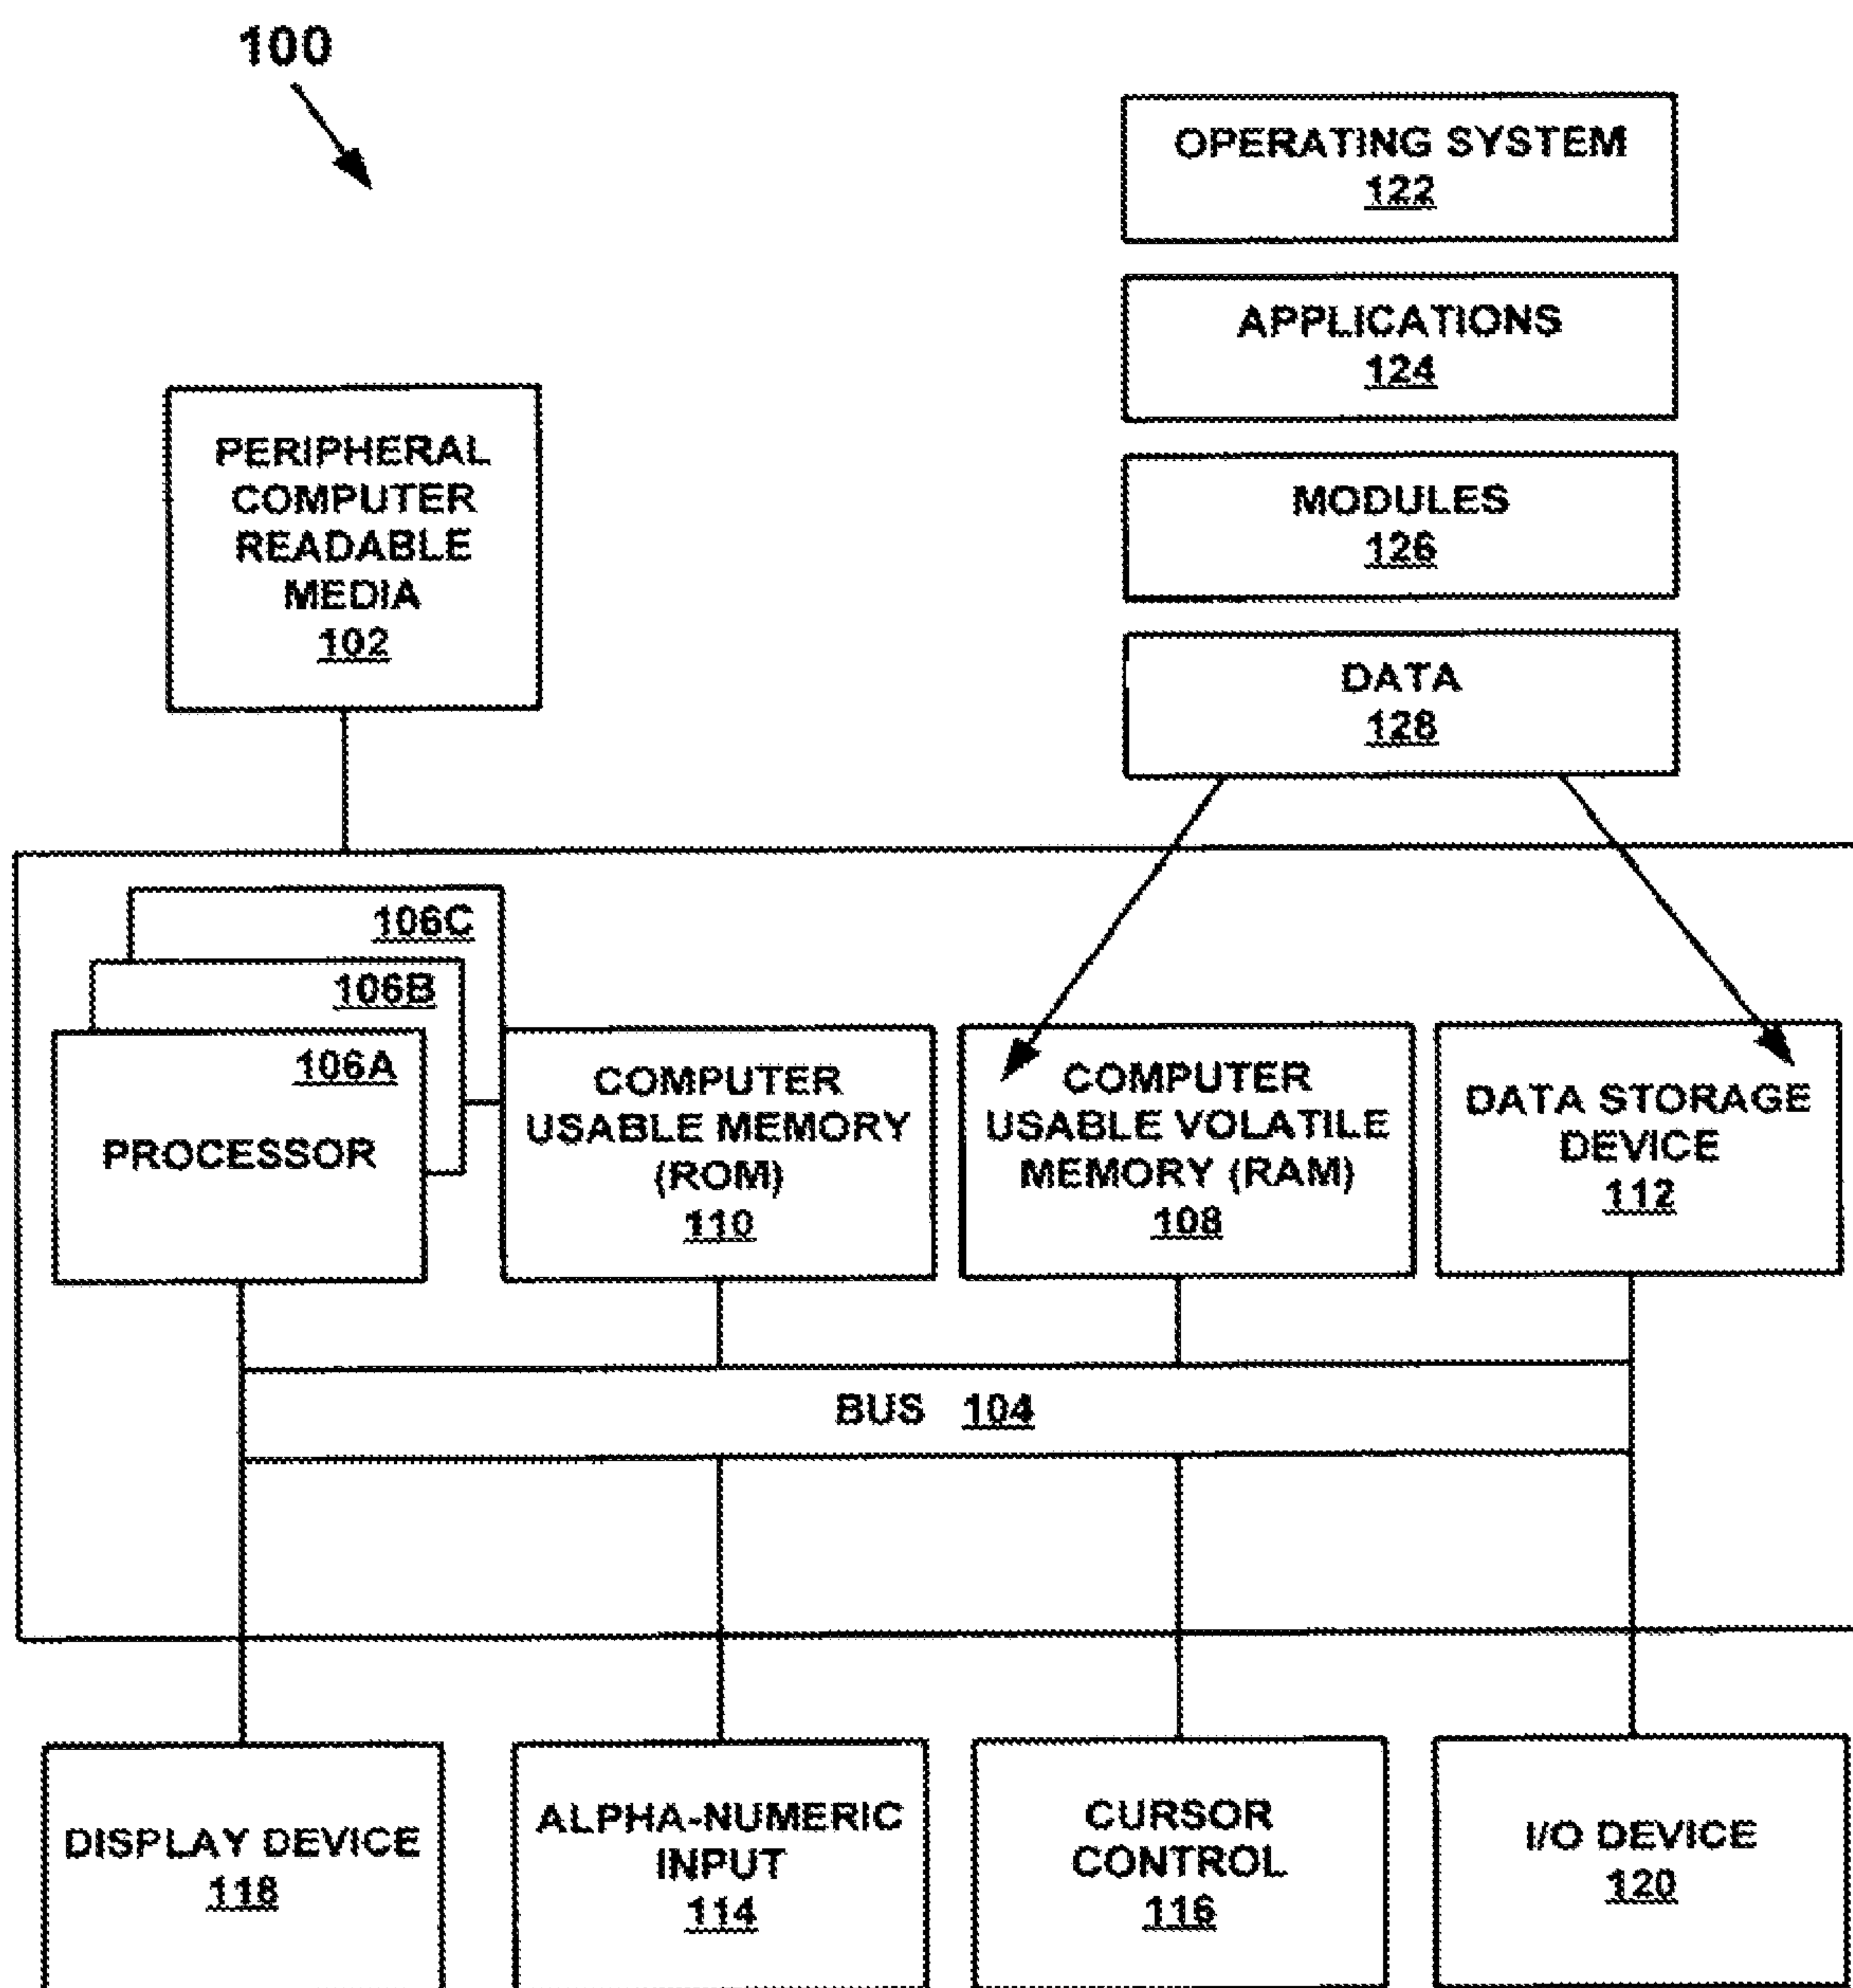 100
OPERATING SYSTEM
122
APPLICATIONS
124
MODULES
126
DATA
128
PERIPHERAL
COMPUTER
READABLE
MEDIA
102
106C
106B
106A
PROCESSOR
COMPUTER
USABLE MEMORY
(ROM)
110
COMPUTER
USABLE VOLATILE
MEMORY (RAM)
108
DATA STORAGE
DEVICE
112
BUS 104
DISPLAY DEVICE
118
ALPHA-NUMERIC
INPUT
114
CURSOR
CONTROL
116
I/O DEVICE
120